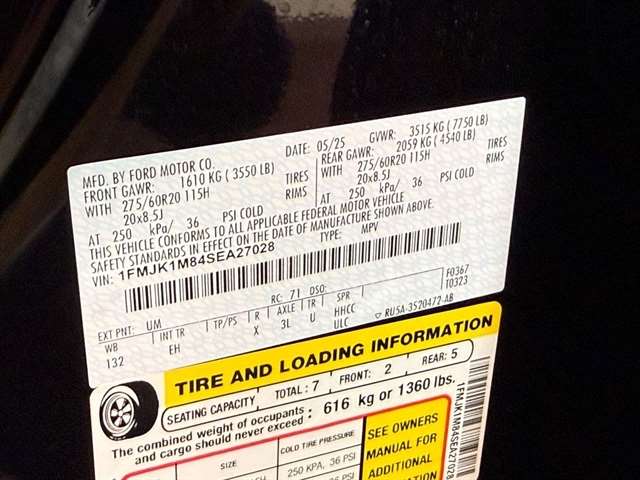 MFD. BY FORD MOTOR CO. DATE: 05/25 GVWR: 3515 KG ( 7750 LB)
FRONT GAWR: 1610 KG ( 3550 LB) REAR GAWR: 2059 KG ( 4540 LB)
WITH 275/60R20 115H TIRES WITH 275/60R20 115H TIRES
20x8.5J RIMS 20x8.5J RIMS
AT 250 kPa/ 36 PSI COLD AT 250 kPa/ 36 PSI COLD
THIS VEHICLE CONFORMS TO ALL APPLICABLE FEDERAL MOTOR VEHICLE
SAFETY STANDARDS IN EFFECT ON THE DATE OF MANUFACTURE SHOWN ABOVE.
VIN: 1FMJK1M84SEA27028 TYPE: MPV
F0367
T0323
EXT PNT: UM RC: 71 DSO:
WB INT TR TP/PS R AXLE TR SPR
132 EH X 3L U HHCC
ULC ▽ RU5A-3520472-AB
TIRE AND LOADING INFORMATION
SEATING CAPACITY TOTAL: 7 FRONT: 2 REAR: 5
The combined weight of occupants
and cargo should never exceed : 616 kg or 1360 lbs.
SIZE COLD TIRE PRESSURE SEE OWNERS
250 KPA, 36 PSI MANUAL FOR
ADDITIONAL
1FMJK1M84SEA27028